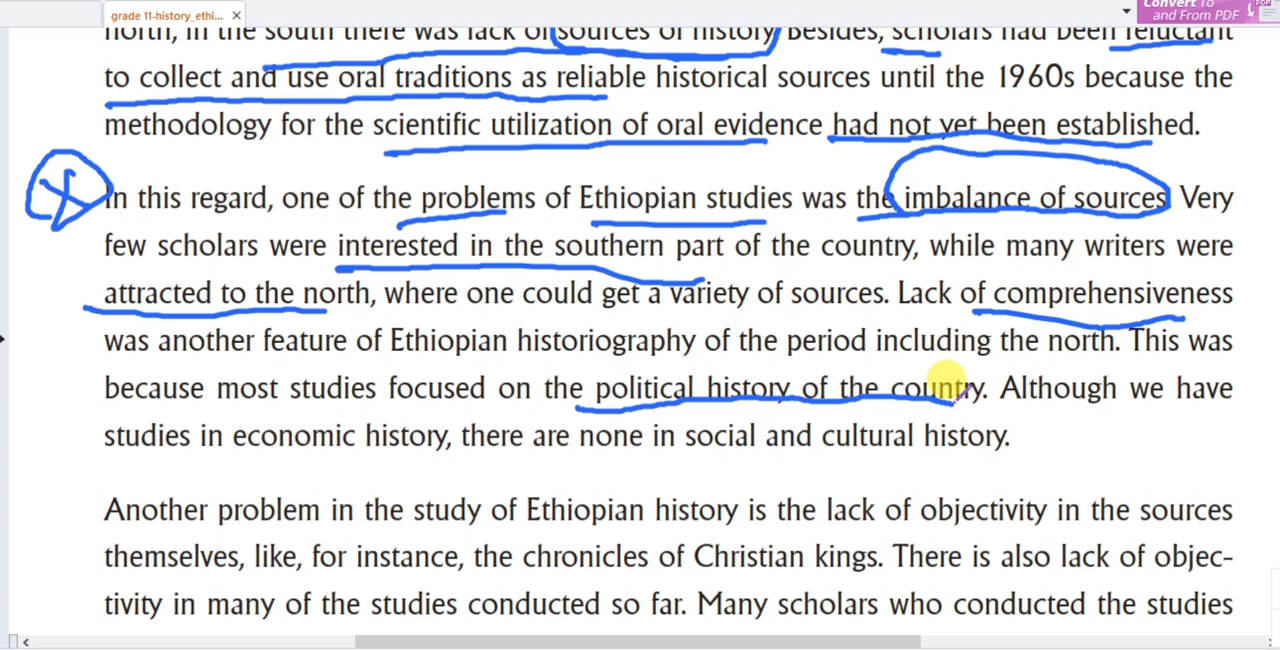 grade 11-history_ethi...
Convert To
and From PDF
PDF
north, in the south there was lack of sources of history Besides, scholars had been reluctant
to collect and use oral traditions as reliable historical sources until the 1960s because the
methodology for the scientific utilization of oral evidence had not yet been established.
In this regard, one of the problems of Ethiopian studies was the imbalance of sources Very
few scholars were interested in the southern part of the country, while many writers were
attracted to the north, where one could get a variety of sources. Lack of comprehensiveness
was another feature of Ethiopian historiography of the period including the north. This was
because most studies focused on the political history of the country. Although we have
studies in economic history, there are none in social and cultural history.
Another problem in the study of Ethiopian history is the lack of objectivity in the sources
themselves, like, for instance, the chronicles of Christian kings. There is also lack of objec-
tivity in many of the studies conducted so far. Many scholars who conducted the studies